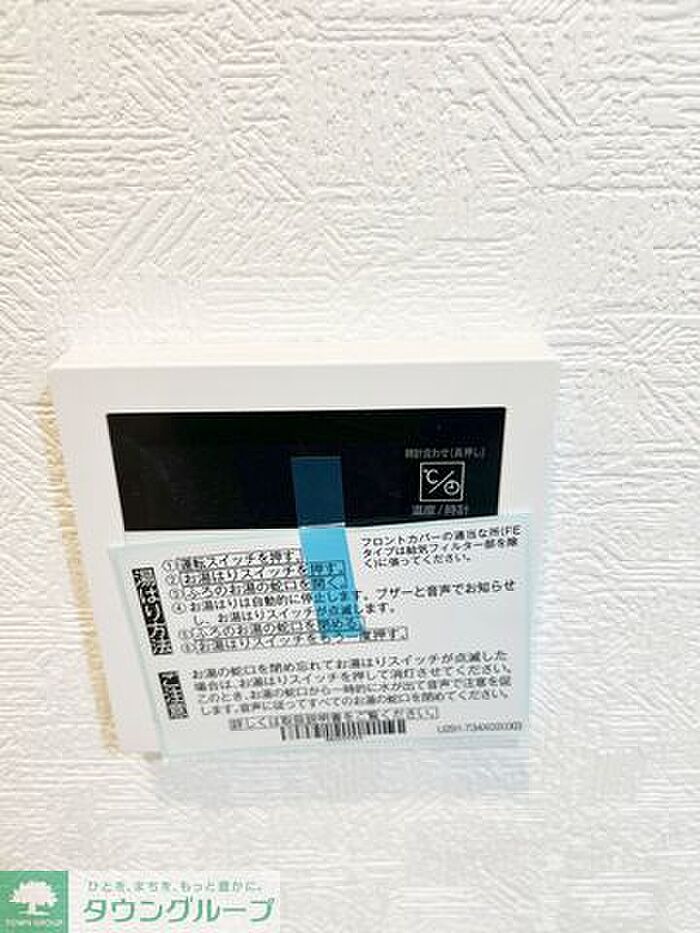 時計合わせ(長押し)
℃/
温度/時計
フロントカバーの適当な所(FE
タイプは給気フィルター部を除
く)に張ってください。
湯はり方法
①運転スイッチを押す。
②お湯はりスイッチを押す。
③ふろのお湯の蛇口を開く。
④お湯はりは自動的に停止します。ブザーと音声でお知らせ
し、お湯はりスイッチが点滅します。
⑤ふろのお湯の蛇口を閉める。
⑥お湯はりスイッチをもう一度押す。
ご注意
お湯の蛇口を閉め忘れてお湯はりスイッチが点滅した
場合は、お湯はりスイッチを押して消灯させてください。
このとき、お湯の蛇口から一時的に水が出て音声で注意を促
します。音声に従ってすべてのお湯の蛇口を閉めてください。
詳しくは取扱説明書をご覧ください。
TOWN GROUP
ひとを、まちを、もっと豊かに。
タウングループ